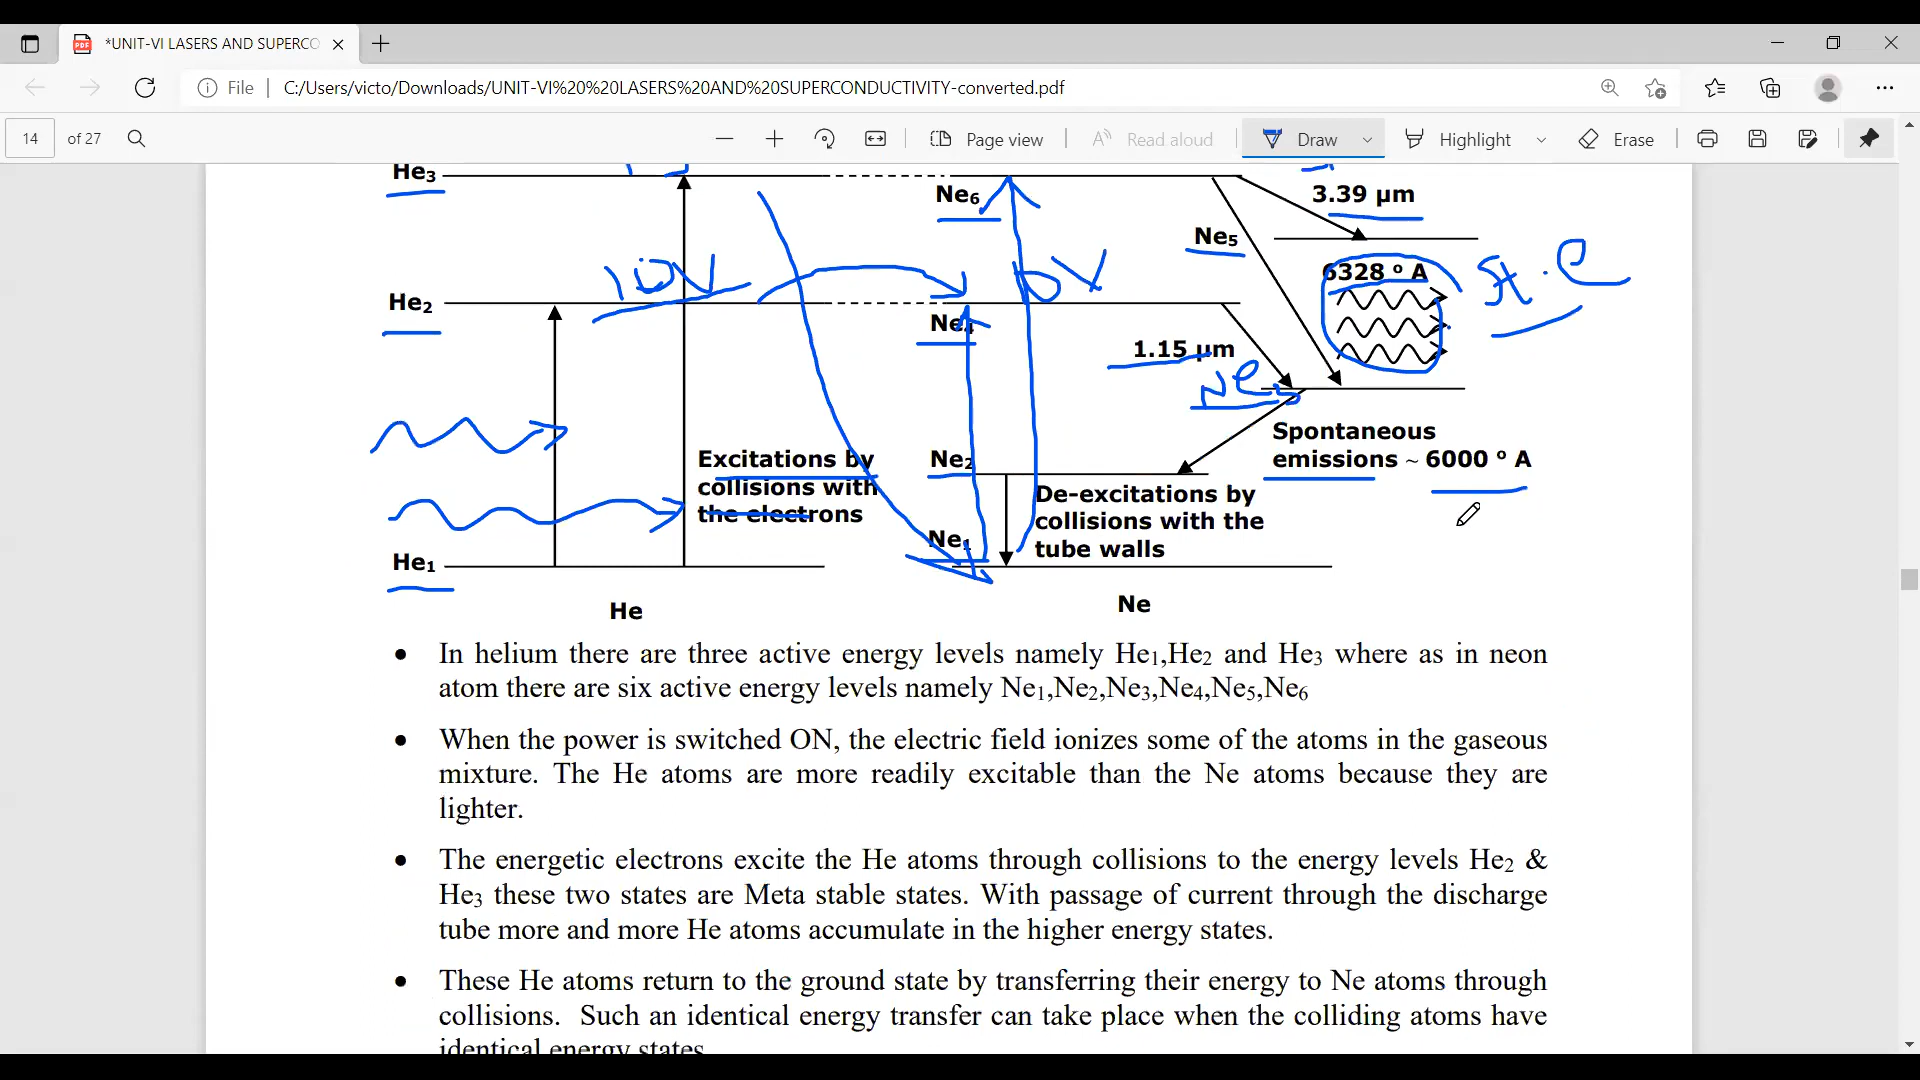 *UNIT-VI LASERS AND SUPERCO
File
C:/Users/victo/Downloads/UNIT-VI%20%20LASERS%20AND%20SUPERCONDUCTIVITY-converted.pdf
14 of 27
Page view
Read aloud
Draw
Highlight
Erase
He3
Ne6
3.39 µm
Ne5
6328 º A
St.e
10V
He2
Ne4
1.15 µm
Ne3
Spontaneous
emissions ~ 6000 º A
Excitations by
collisions with
the electrons
Ne2
De-excitations by
collisions with the
tube walls
Ne1
He1
He
Ne
• In helium there are three active energy levels namely He1,He2 and He3 where as in neon
atom there are six active energy levels namely Ne1,Ne2,Ne3,Ne4,Ne5,Ne6
• When the power is switched ON, the electric field ionizes some of the atoms in the gaseous
mixture. The He atoms are more readily excitable than the Ne atoms because they are
lighter.
• The energetic electrons excite the He atoms through collisions to the energy levels He2 &
He3 these two states are Meta stable states. With passage of current through the discharge
tube more and more He atoms accumulate in the higher energy states.
• These He atoms return to the ground state by transferring their energy to Ne atoms through
collisions. Such an identical energy transfer can take place when the colliding atoms have
identical energy states